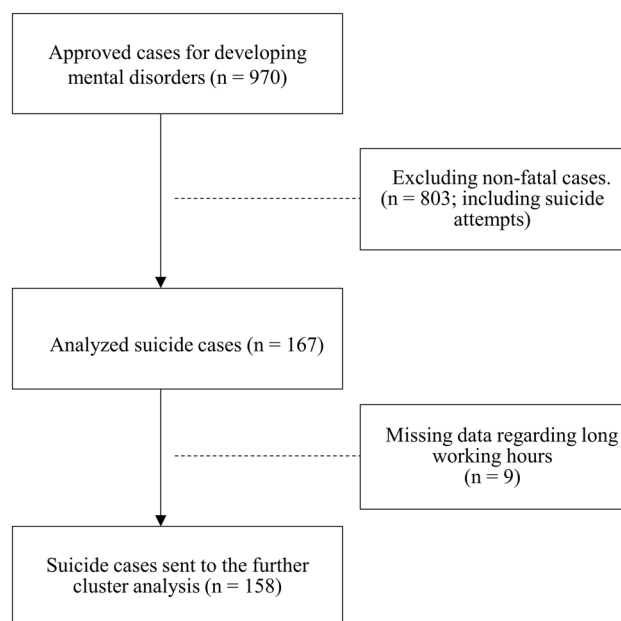 Approved cases for developing
mental disorders (n = 970)
Excluding non-fatal cases.
(n = 803; including suicide
attempts)
Analyzed suicide cases (n = 167)
Missing data regarding long
working hours
(n = 9)
Suicide cases sent to the further
cluster analysis (n = 158)